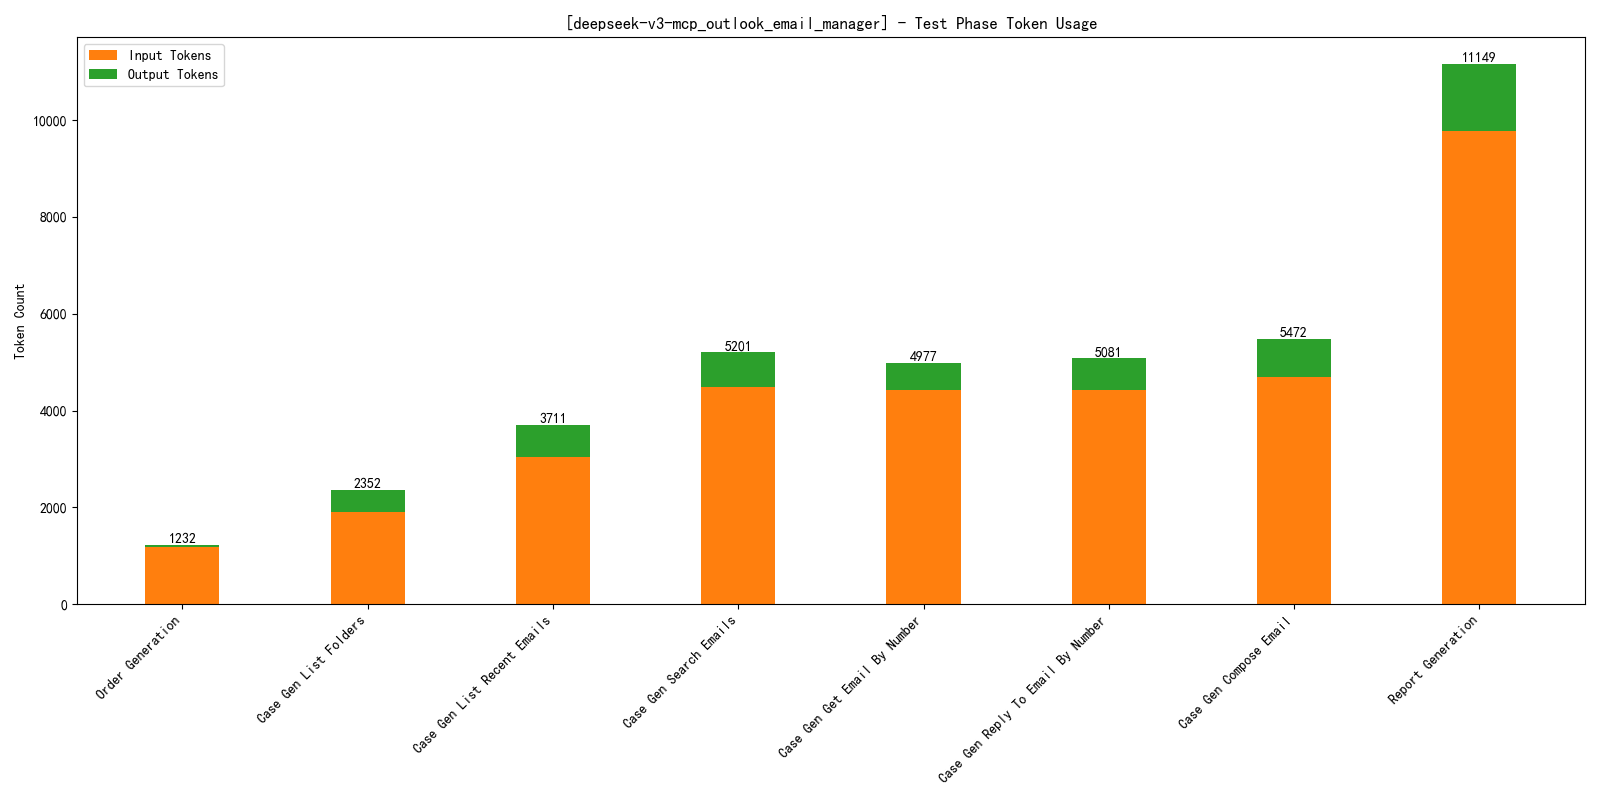 [deepseek-v3-mcp_outlook_email_manager] - Test Phase Token Usage
Input Tokens
Output Tokens
Token Count
10000
8000
6000
4000
2000
0
1232
2352
3711
5201
4977
5081
5472
11149
Order Generation
Case Gen List Folders
Case Gen List Recent Emails
Case Gen Search Emails
Case Gen Get Email By Number
Case Gen Reply To Email By Number
Case Gen Compose Email
Report Generation